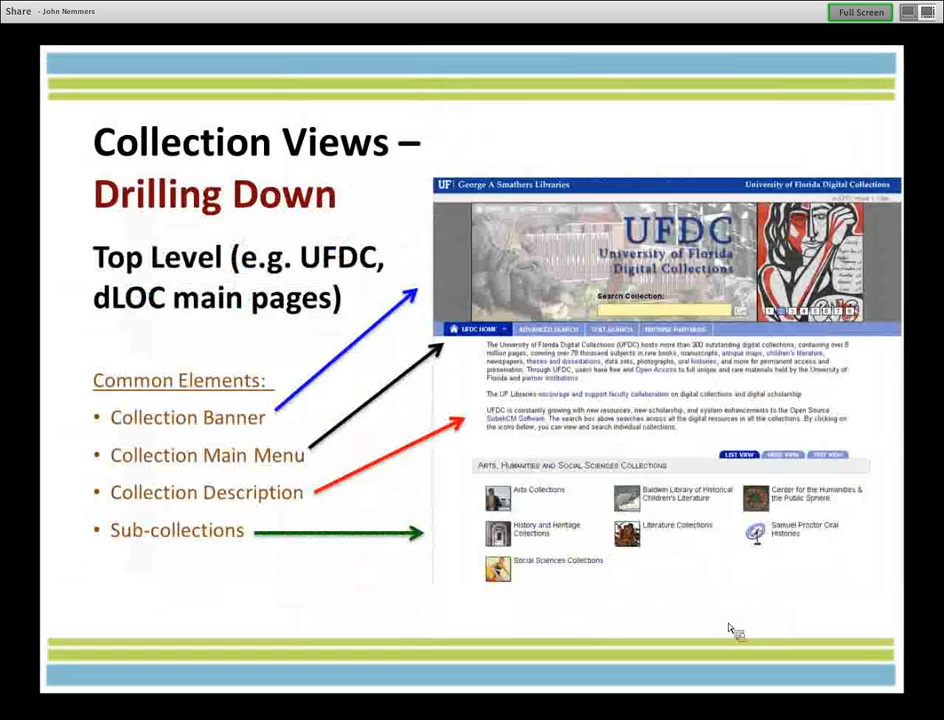 Share - John Nemmers
Full Screen
Collection Views –
Drilling Down
Top Level (e.g. UFDC,
dLOC main pages)
Common Elements:
• Collection Banner
• Collection Main Menu
• Collection Description
• Sub-collections
UF George A Smathers Libraries
University of Florida Digital Collections
UFDC
University of Florida
Digital Collections
Search Collection:
Go
UFDC HOME
ADVANCED SEARCH
TEXT SEARCH
BROWSE PARTNERS
The University of Florida Digital Collections (UFDC) hosts more than 300 outstanding digital collections, containing over 8
million pages, covering over 78 thousand subjects in rare books, manuscripts, antique maps, children's literature,
newspapers, theses and dissertations, data sets, photographs, oral histories, and more for permanent access and
preservation. Through UFDC, users have free and Open Access to full unique and rare materials held by the University of
Florida and partner institutions.
The UF Libraries encourage and support faculty collaboration on digital collections and digital scholarship
UFDC is constantly growing with new resources, new scholarship, and system enhancements to the Open Source
SobekCM Software. The search box above searches across all the digital resources in all the collections. By clicking on
the icons below, you can view and search individual collections.
LIST VIEW
BRIEF VIEW
TREE VIEW
ARTS, HUMANITIES AND SOCIAL SCIENCES COLLECTIONS
Arts Collections
Baldwin Library of Historical
Children's Literature
Center for the Humanities &
the Public Sphere
History and Heritage
Collections
Literature Collections
Samuel Proctor Oral
Histories
Social Sciences Collections